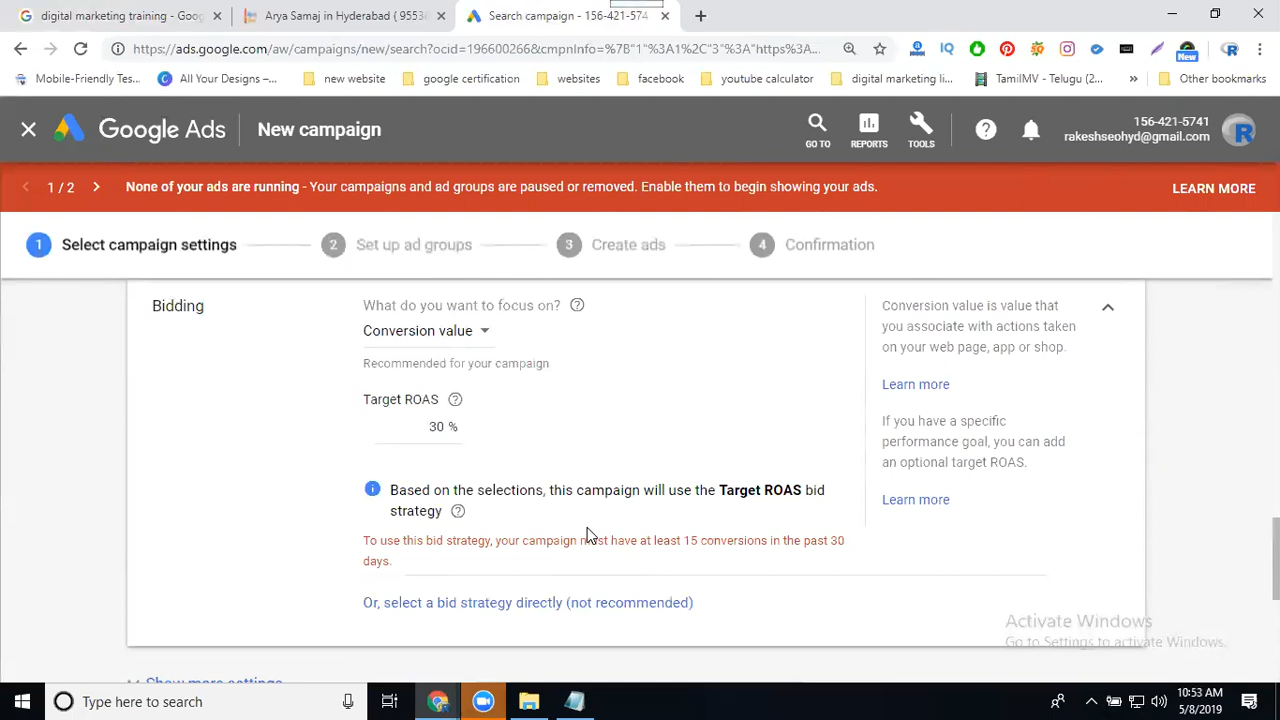 digital marketing training - Goog
Arya Samaj in Hyderabad (95536
Search campaign - 156-421-574
https://ads.google.com/aw/campaigns/new/search?ocid=196600266&cmpnInfo=%7B"1"%3A1%2C"3"%3A"https%3A...
Mobile-Friendly Tes...
All Your Designs –...
new website
google certification
websites
facebook
youtube calculator
digital marketing li...
TamilMV - Telugu (2...
»
Other bookmarks
New
Google Ads
New campaign
GO TO
REPORTS
TOOLS
156-421-5741
rakeshseohyd@gmail.com
1 / 2
None of your ads are running - Your campaigns and ad groups are paused or removed. Enable them to begin showing your ads.
LEARN MORE
1 Select campaign settings
2 Set up ad groups
3 Create ads
4 Confirmation
Bidding
What do you want to focus on?
Conversion value
Recommended for your campaign
Target ROAS
30 %
Based on the selections, this campaign will use the Target ROAS bid
strategy
To use this bid strategy, your campaign must have at least 15 conversions in the past 30
days.
Or, select a bid strategy directly (not recommended)
Conversion value is value that
you associate with actions taken
on your web page, app or shop.
Learn more
If you have a specific
performance goal, you can add
an optional target ROAS.
Learn more
Show more settings
Activate Windows
Go to Settings to activate Windows.
Type here to search
10:53 AM
5/8/2019